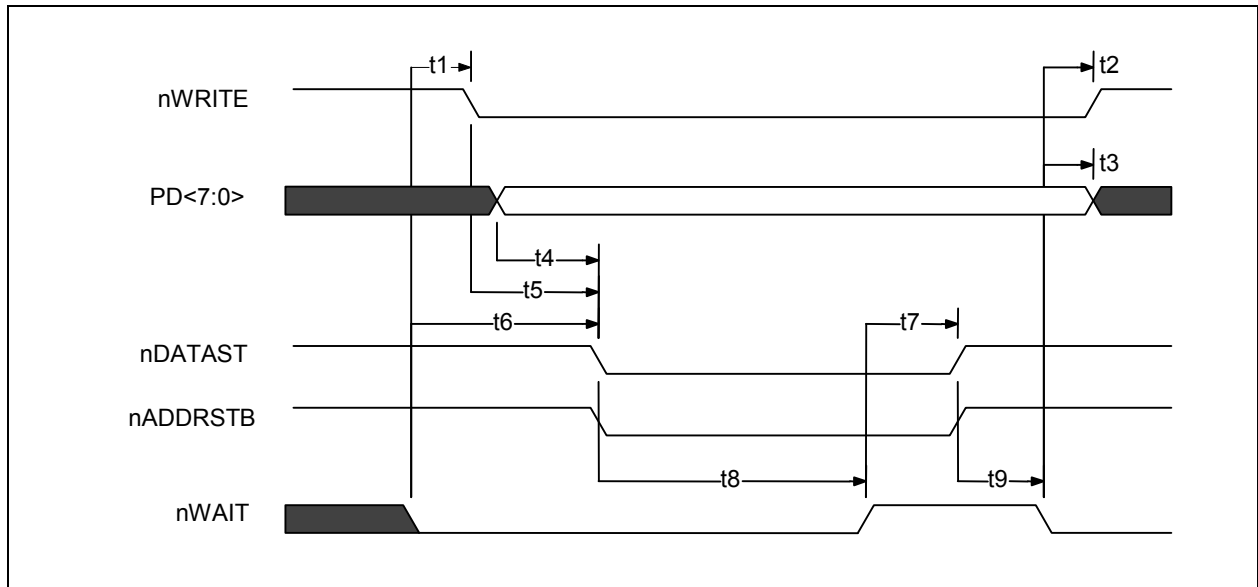 t1
t2
nWRITE
t3
PD<7:0>
t4
t5
t6
t7
nDATAST
nADDRSTB
t8
t9
nWAIT